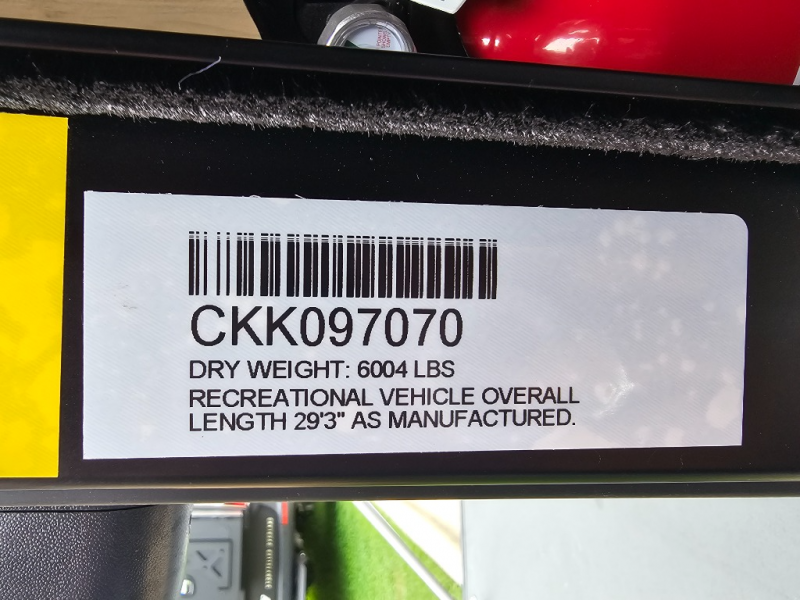 CKK097070
DRY WEIGHT: 6004 LBS
RECREATIONAL VEHICLE OVERALL
LENGTH 29'3" AS MANUFACTURED.